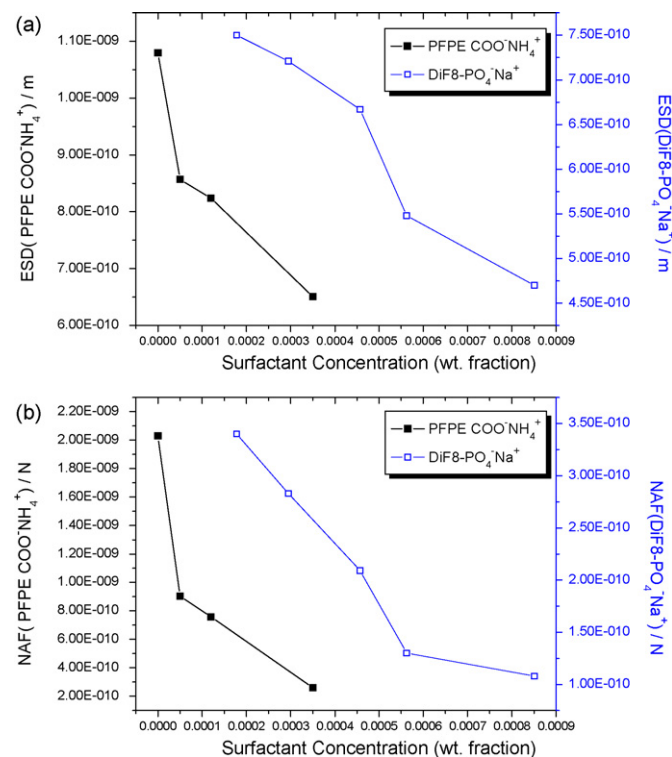 (a)
1.10E-009
1.00E-009
9.00E-010
8.00E-010
7.00E-010
6.00E-010
ESD( PFPE COO⁻NH₄⁺) / m
PFPE COO⁻NH₄⁺
DiF8-PO₄⁻Na⁺
7.50E-010
7.25E-010
6.50E-010
5.50E-010
4.50E-010
ESD(DiF8-PO₄⁻Na⁺) / m
0.0000 0.0001 0.0002 0.0003 0.0004 0.0005 0.0006 0.0007 0.0008 0.0009
Surfactant Concentration (wt. fraction)
(b)
2.20E-009
2.00E-009
1.80E-009
1.60E-009
1.40E-009
1.20E-009
1.00E-009
8.00E-010
6.00E-010
4.00E-010
2.00E-010
NAF( PFPE COO⁻NH₄⁺) / N
PFPE COO⁻NH₄⁺
DiF8-PO₄⁻Na⁺
3.50E-010
3.25E-010
2.50E-010
2.25E-010
1.50E-010
1.25E-010
1.00E-010
NAF(DiF8-PO₄⁻Na⁺) / N
0.0000 0.0001 0.0002 0.0003 0.0004 0.0005 0.0006 0.0007 0.0008 0.0009
Surfactant Concentration (wt. fraction)